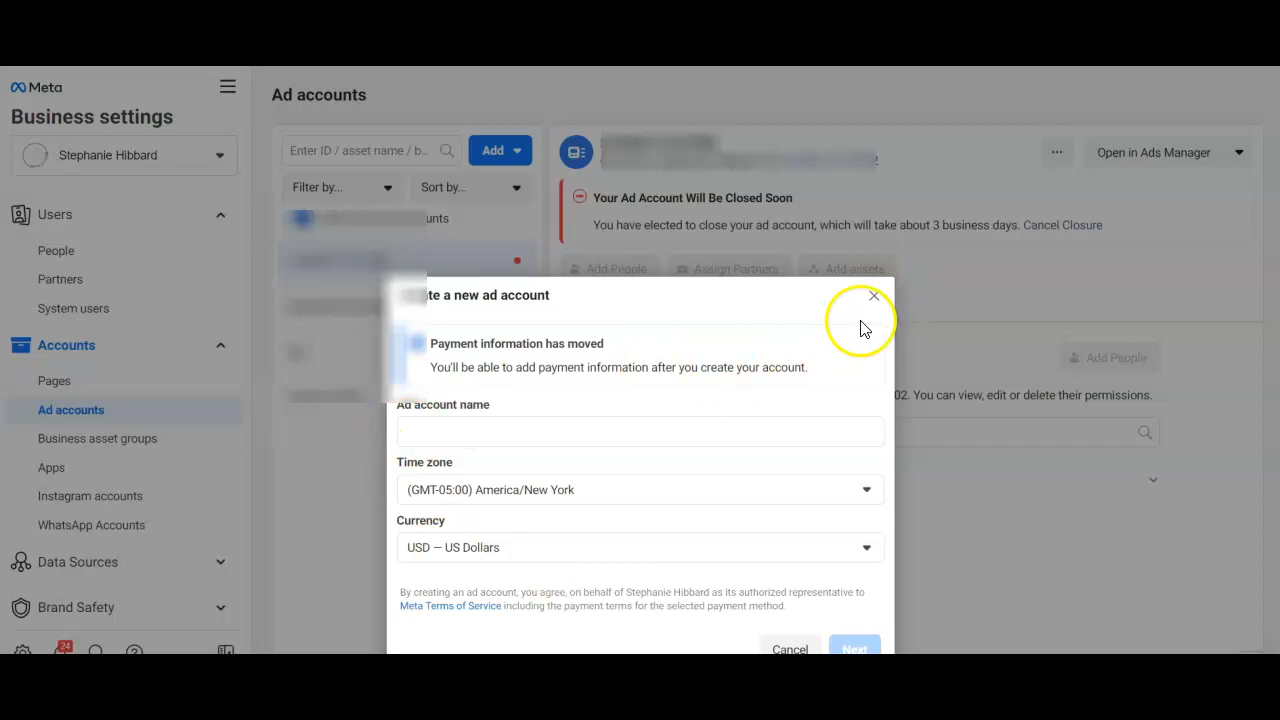 Meta
Business settings
Stephanie Hibbard
Users
People
Partners
System users
Accounts
Pages
Ad accounts
Business asset groups
Apps
Instagram accounts
WhatsApp Accounts
Data Sources
Brand Safety
24
Ad accounts
Enter ID / asset name / b...
Add
Filter by...
Sort by...
unts
Open in Ads Manager
Your Ad Account Will Be Closed Soon
You have elected to close your ad account, which will take about 3 business days. Cancel Closure
Add People
Assign Partners
Add assets
Add People
02. You can view, edit or delete their permissions.
te a new ad account
Payment information has moved
You'll be able to add payment information after you create your account.
Ad account name
Time zone
(GMT-05:00) America/New York
Currency
USD — US Dollars
By creating an ad account, you agree, on behalf of Stephanie Hibbard as its authorized representative to
Meta Terms of Service including the payment terms for the selected payment method.
Cancel
Next